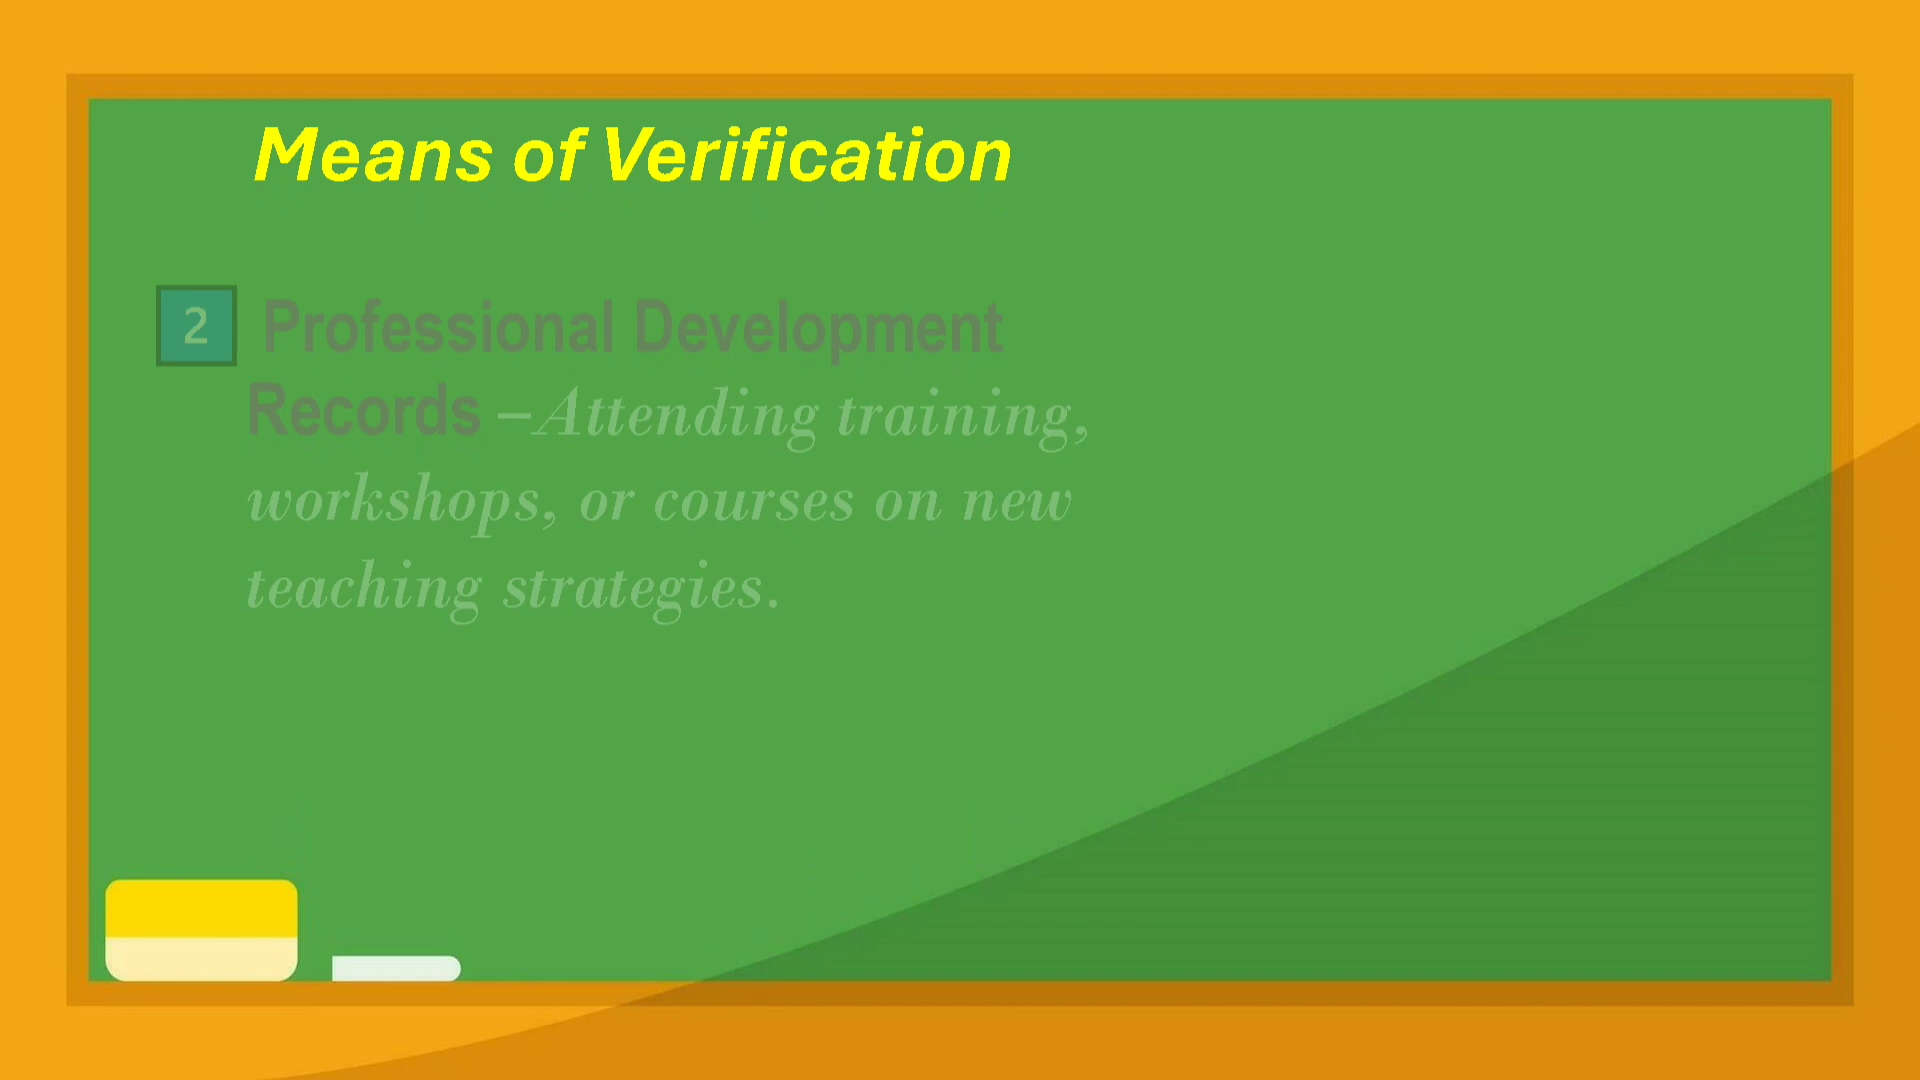 Means of Verification
2 Professional Development
Records –Attending training,
workshops, or courses on new
teaching strategies.